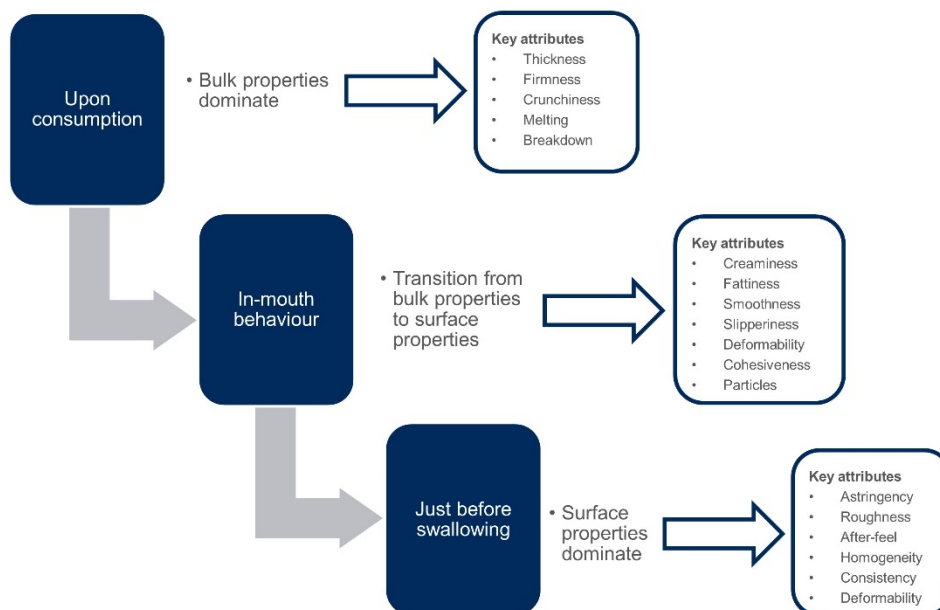 Upon
consumption
• Bulk properties
dominate
Key attributes
• Thickness
• Firmness
• Crunchiness
• Melting
• Breakdown
In-mouth
behaviour
• Transition from
bulk properties
to surface
properties
Key attributes
• Creaminess
• Fattiness
• Smoothness
• Slipperiness
• Deformability
• Cohesiveness
• Particles
Just before
swallowing
• Surface
properties
dominate
Key attributes
• Astringency
• Roughness
• After-feel
• Homogeneity
• Consistency
• Deformability